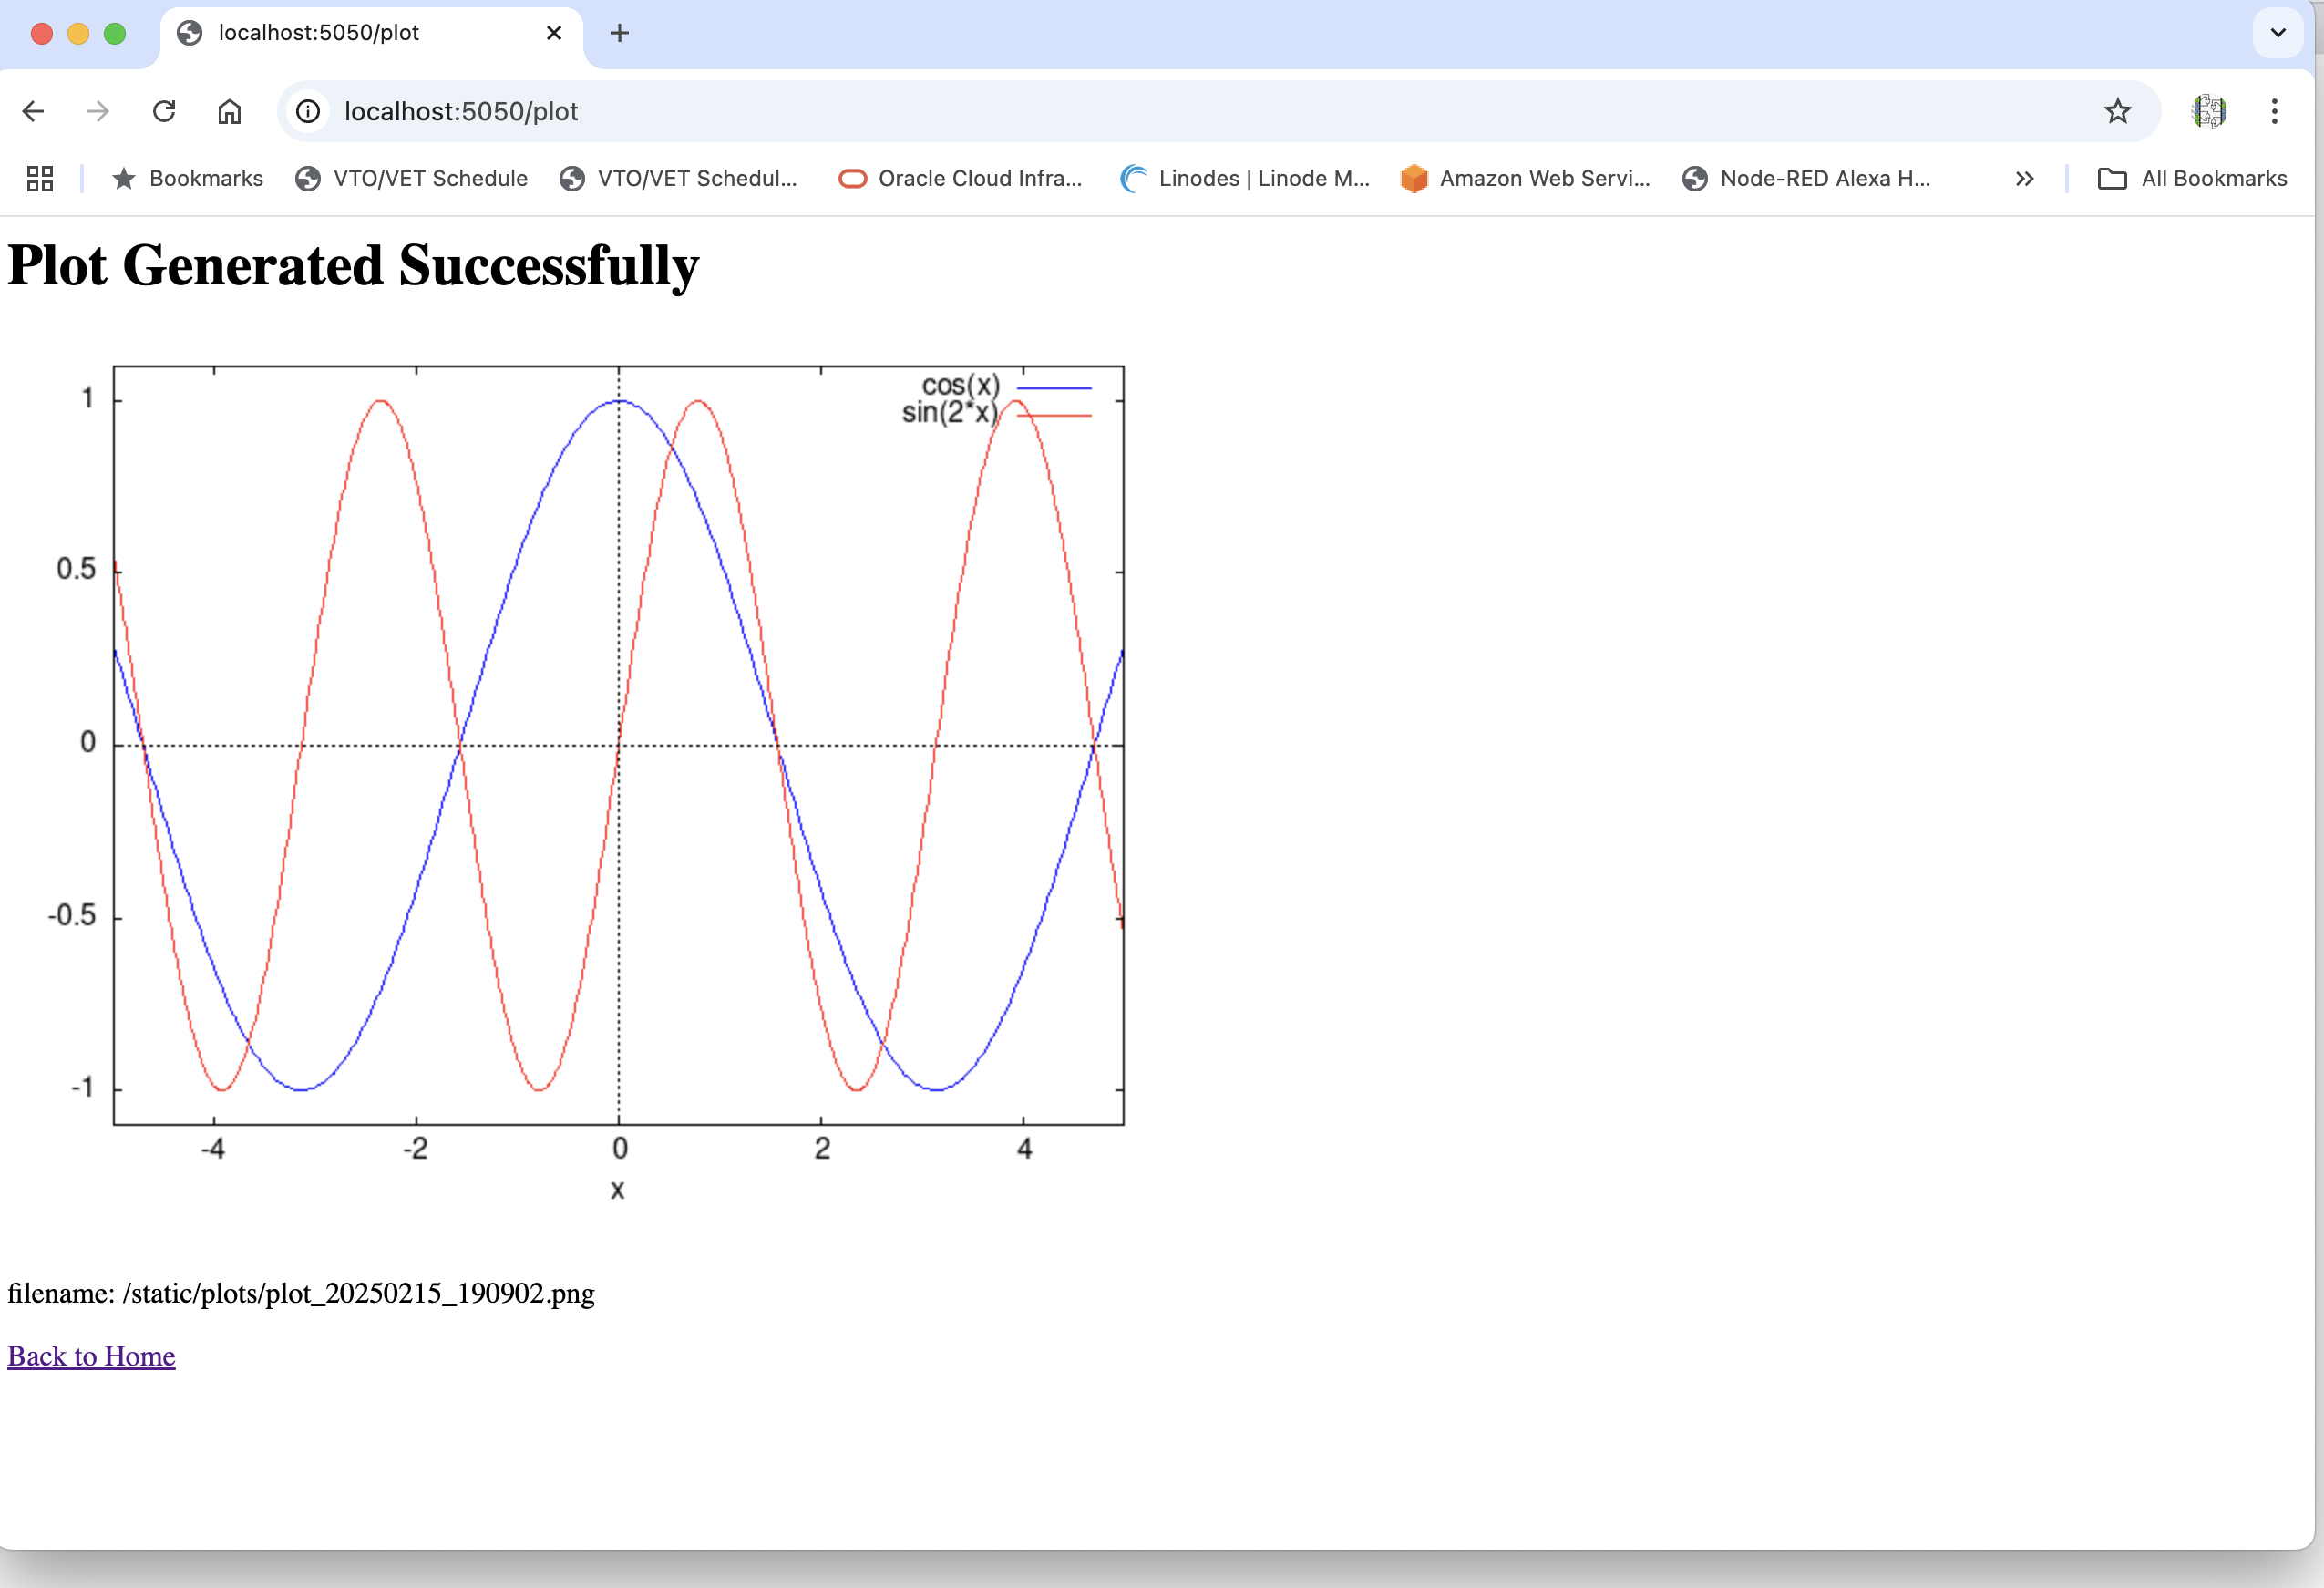 localhost:5050/plot
localhost:5050/plot
Bookmarks VTO/VET Schedule VTO/VET Schedul... Oracle Cloud Infra... Linodes | Linode M... Amazon Web Servi... Node-RED Alexa H... All Bookmarks
Plot Generated Successfully
cos(x)
sin(2*x)
1
0.5
0
-0.5
-1
-4 -2 0 2 4
x
filename: /static/plots/plot_20250215_190902.png
Back to Home